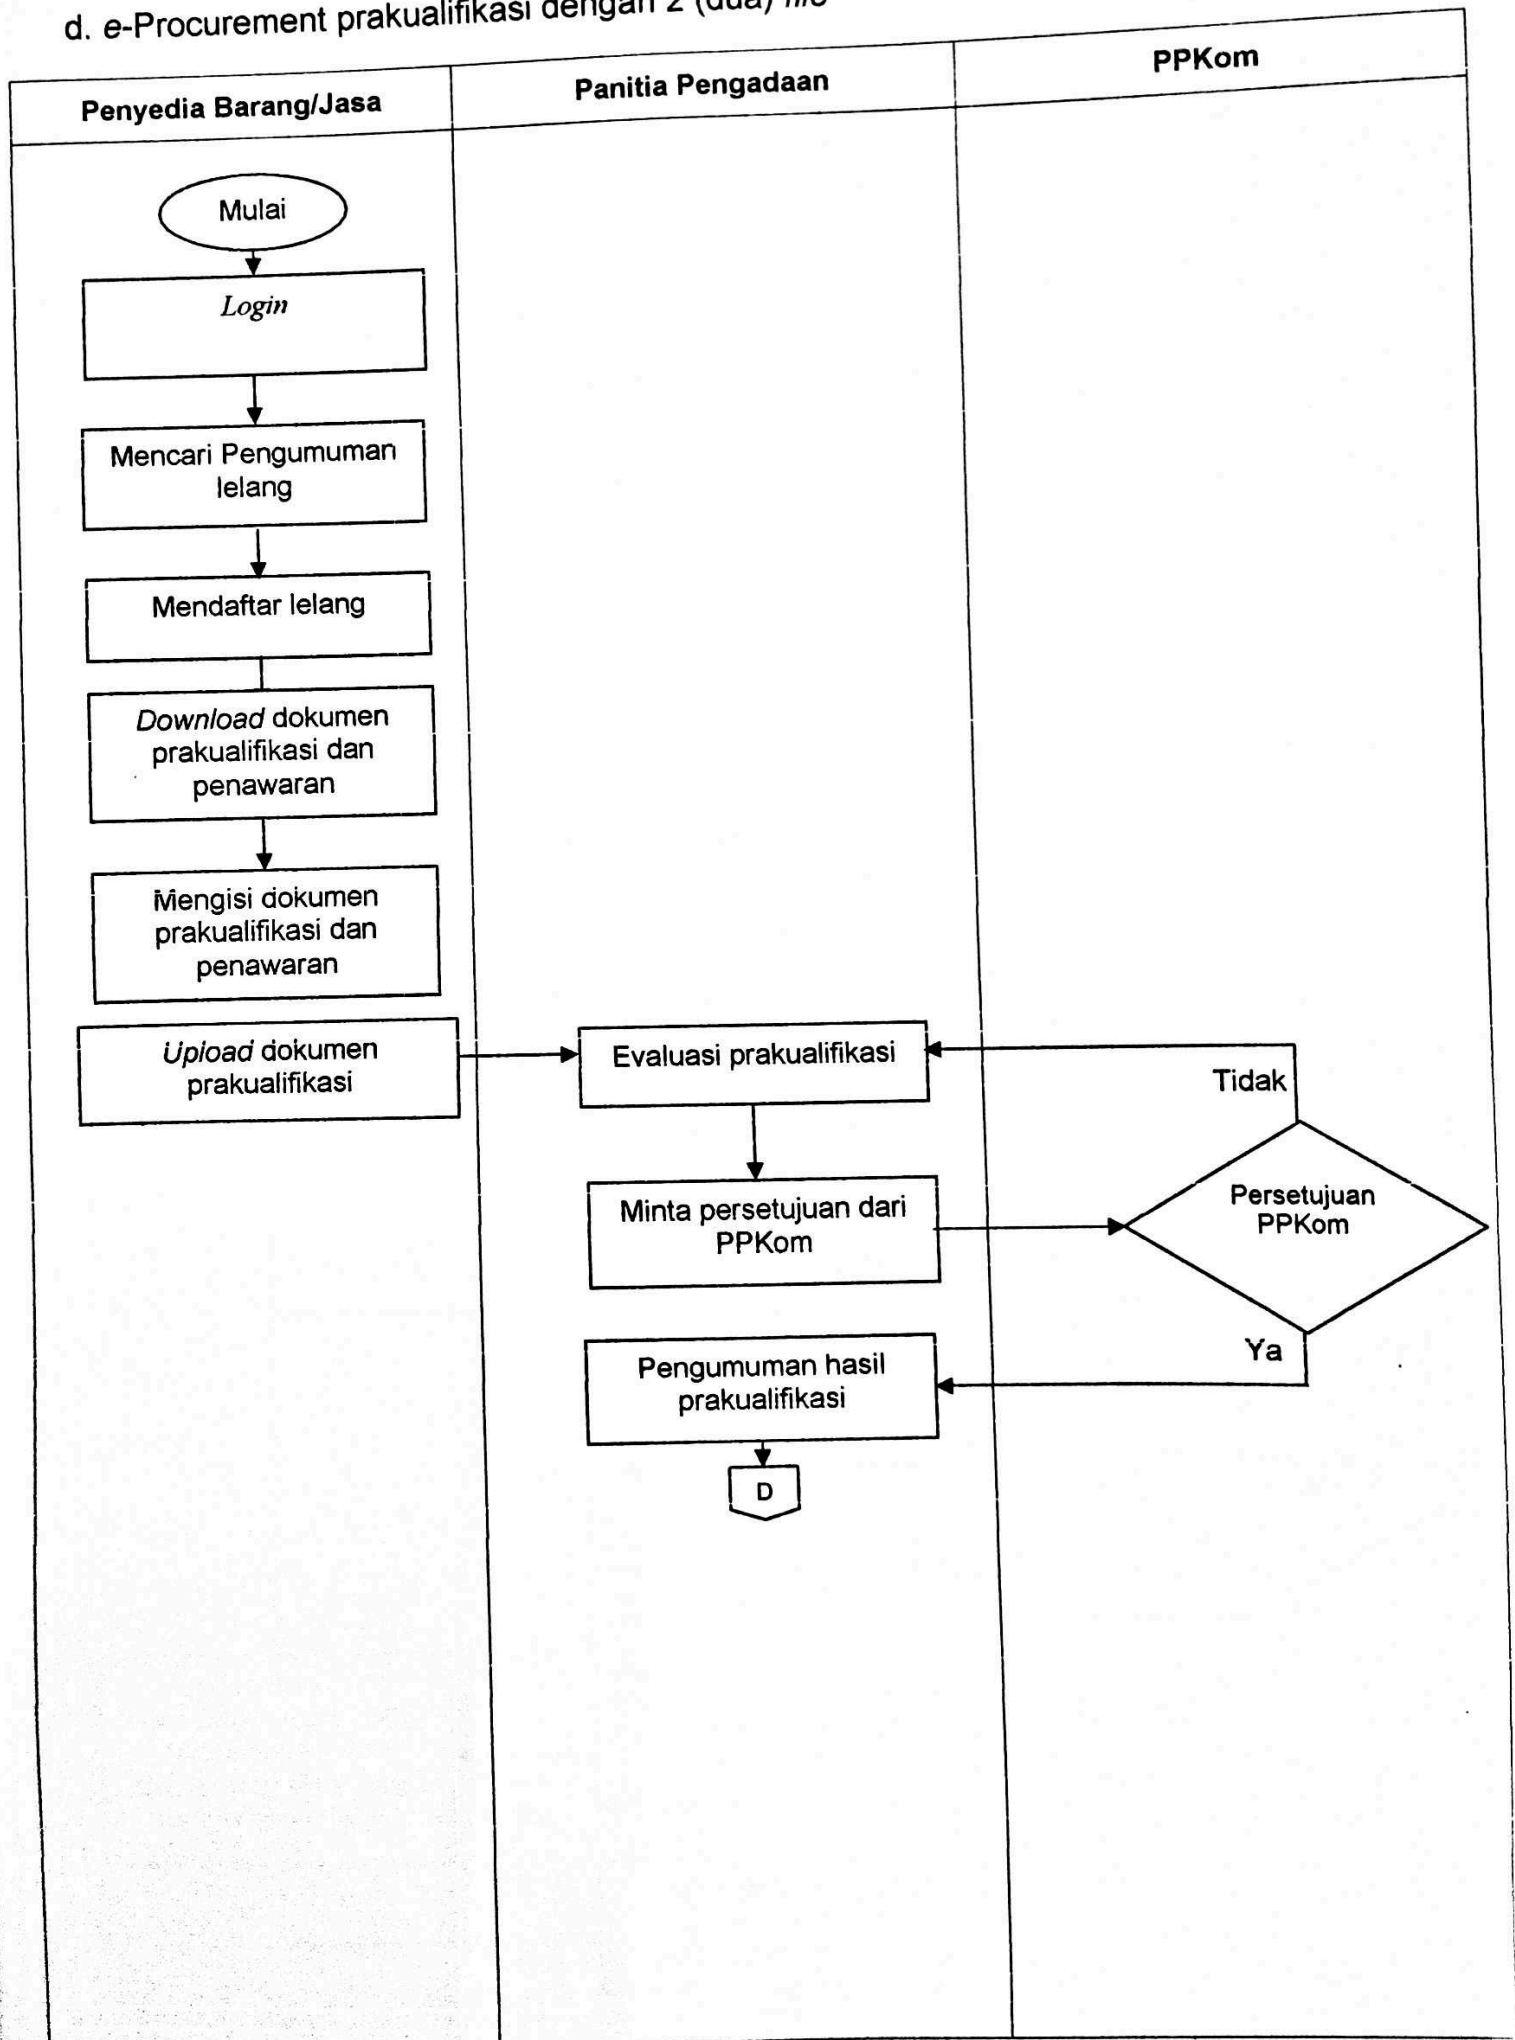 d. e-Procurement prakualifikasi dengan 2 (dua) file
Penyedia Barang/Jasa
Panitia Pengadaan
PPKom
Mulai
Login
Mencari Pengumuman
lelang
Mendaftar lelang
Download dokumen
prakualifikasi dan
penawaran
Mengisi dokumen
prakualifikasi dan
penawaran
Upload dokumen
prakualifikasi
Evaluasi prakualifikasi
Tidak
Minta persetujuan dari
PPKom
Persetujuan
PPKom
Ya
Pengumuman hasil
prakualifikasi
D